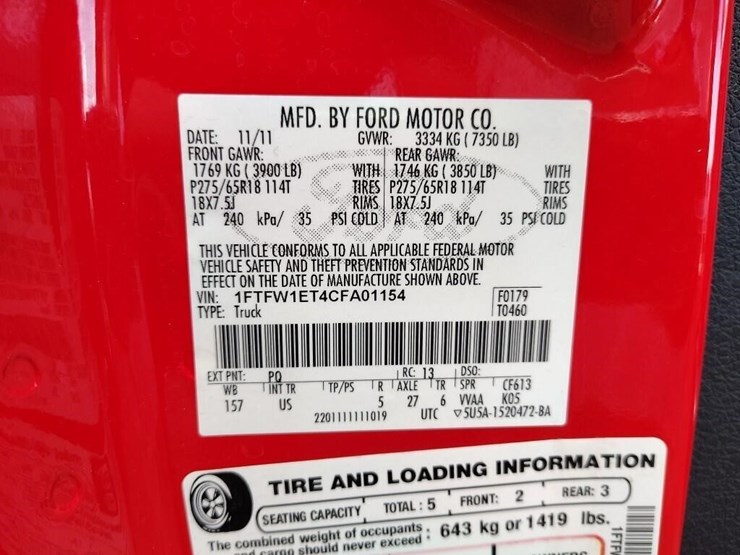 MFD. BY FORD MOTOR CO.
DATE: 11/11 GVWR: 3334 KG ( 7350 LB)
FRONT GAWR: REAR GAWR:
1769 KG ( 3900 LB) WITH 1746 KG ( 3850 LB) WITH
P275/65R18 114T TIRES P275/65R18 114T TIRES
18X7.5J RIMS 18X7.5J RIMS
AT 240 kPa/ 35 PSI COLD AT 240 kPa/ 35 PSI COLD
THIS VEHICLE CONFORMS TO ALL APPLICABLE FEDERAL MOTOR
VEHICLE SAFETY AND THEFT PREVENTION STANDARDS IN
EFFECT ON THE DATE OF MANUFACTURE SHOWN ABOVE.
VIN: 1FTFW1ET4CFA01154 F0179
TYPE: Truck T0460
EXT PNT: PQ RC: 13 DSO:
WB INT TR TP/PS R AXLE TR SPR CF613
157 US 5 27 6 VVAA K05
2201111111019 UTC ▽5U5A-1520472-BA
TIRE AND LOADING INFORMATION
SEATING CAPACITY TOTAL : 5 FRONT: 2 REAR: 3
The combined weight of occupants : 643 kg or 1419 lbs.
and cargo should never exceed
1FTF